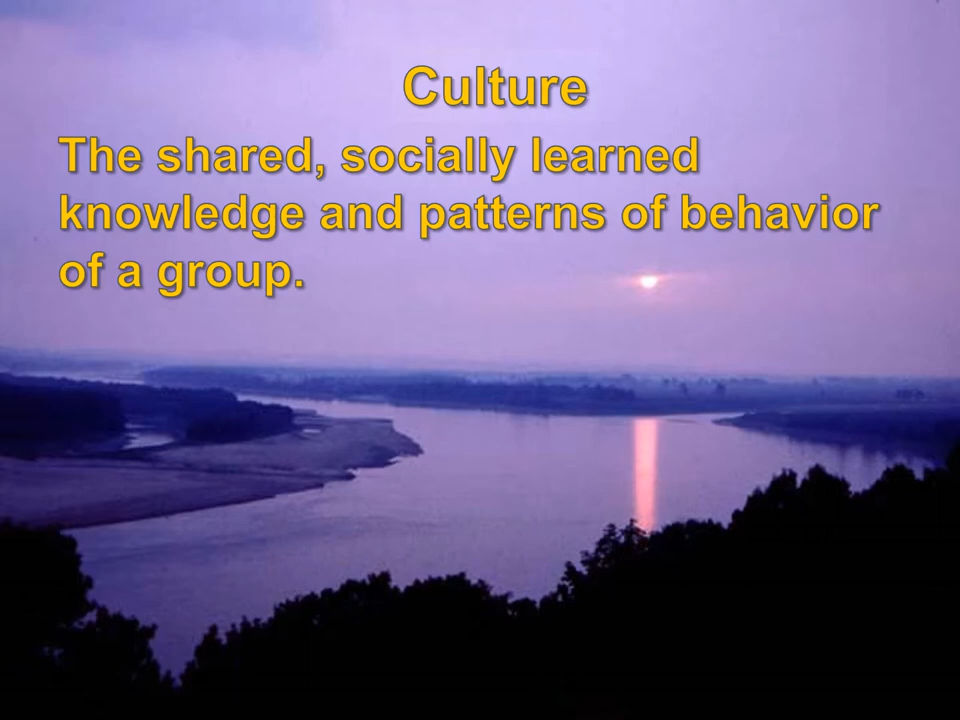 Culture
The shared, socially learned
knowledge and patterns of behavior
of a group.